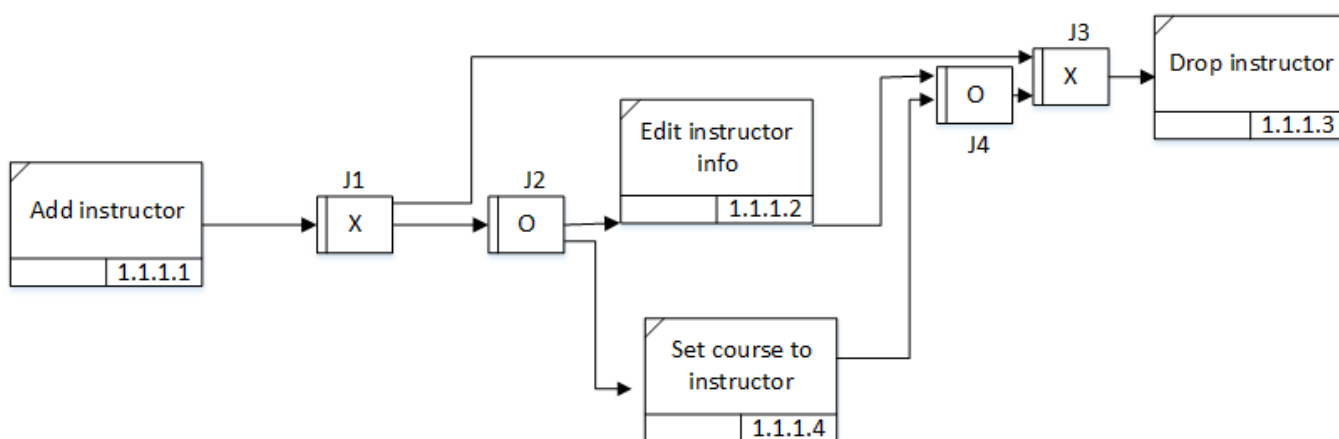 J3
Drop instructor
X
O
Edit instructor
info
1.1.1.3
J4
J1
J2
Add instructor
X
O
1.1.1.2
1.1.1.1
Set course to
instructor
1.1.1.4